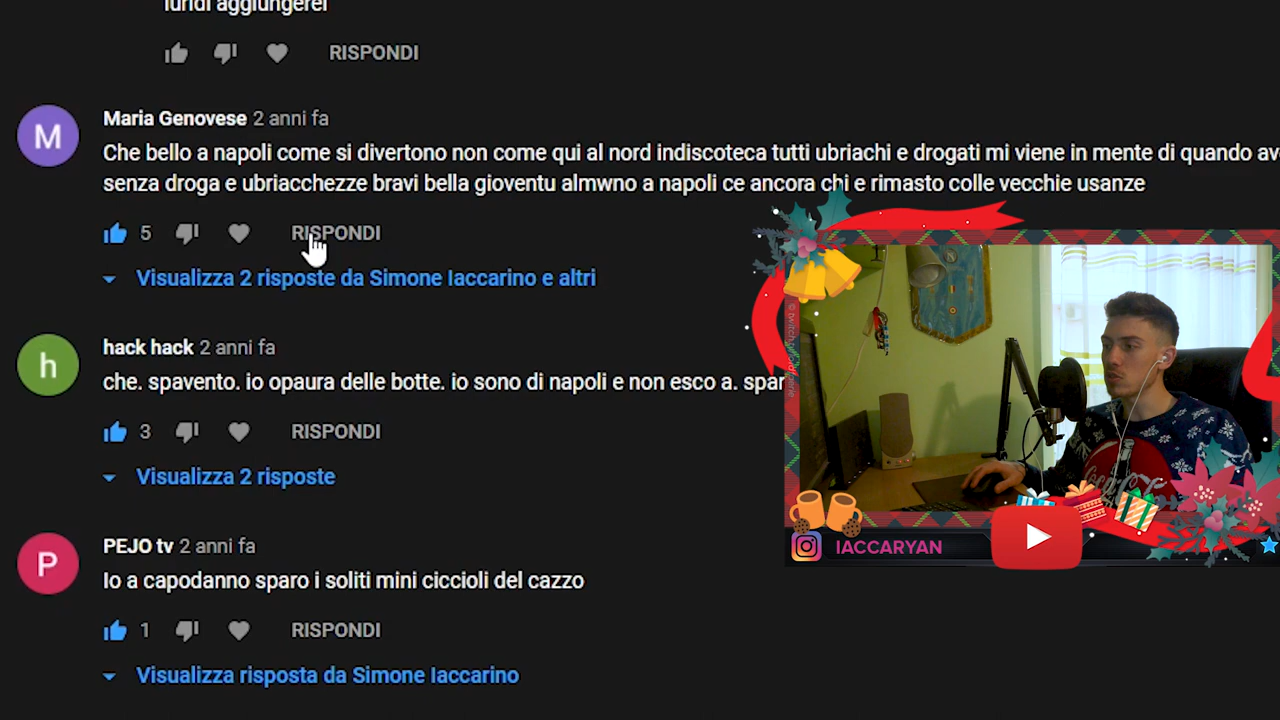 luridi aggiungerei
RISPONDI
Maria Genovese 2 anni fa
Che bello a napoli come si divertono non come qui al nord indiscoteca tutti ubriachi e drogati mi viene in mente di quando av
senza droga e ubriacchezze bravi bella gioventu almwno a napoli ce ancora chi e rimasto colle vecchie usanze
5 RISPONDI
Visualizza 2 risposte da Simone Iaccarino e altri
hack hack 2 anni fa
che. spavento. io opaura delle botte. io sono di napoli e non esco a. spar
3 RISPONDI
Visualizza 2 risposte
PEJO tv 2 anni fa
Io a capodanno sparo i soliti mini ciccioli del cazzo
1 RISPONDI
Visualizza risposta da Simone Iaccarino
M
h
P
Coca-Cola
IACCARYAN